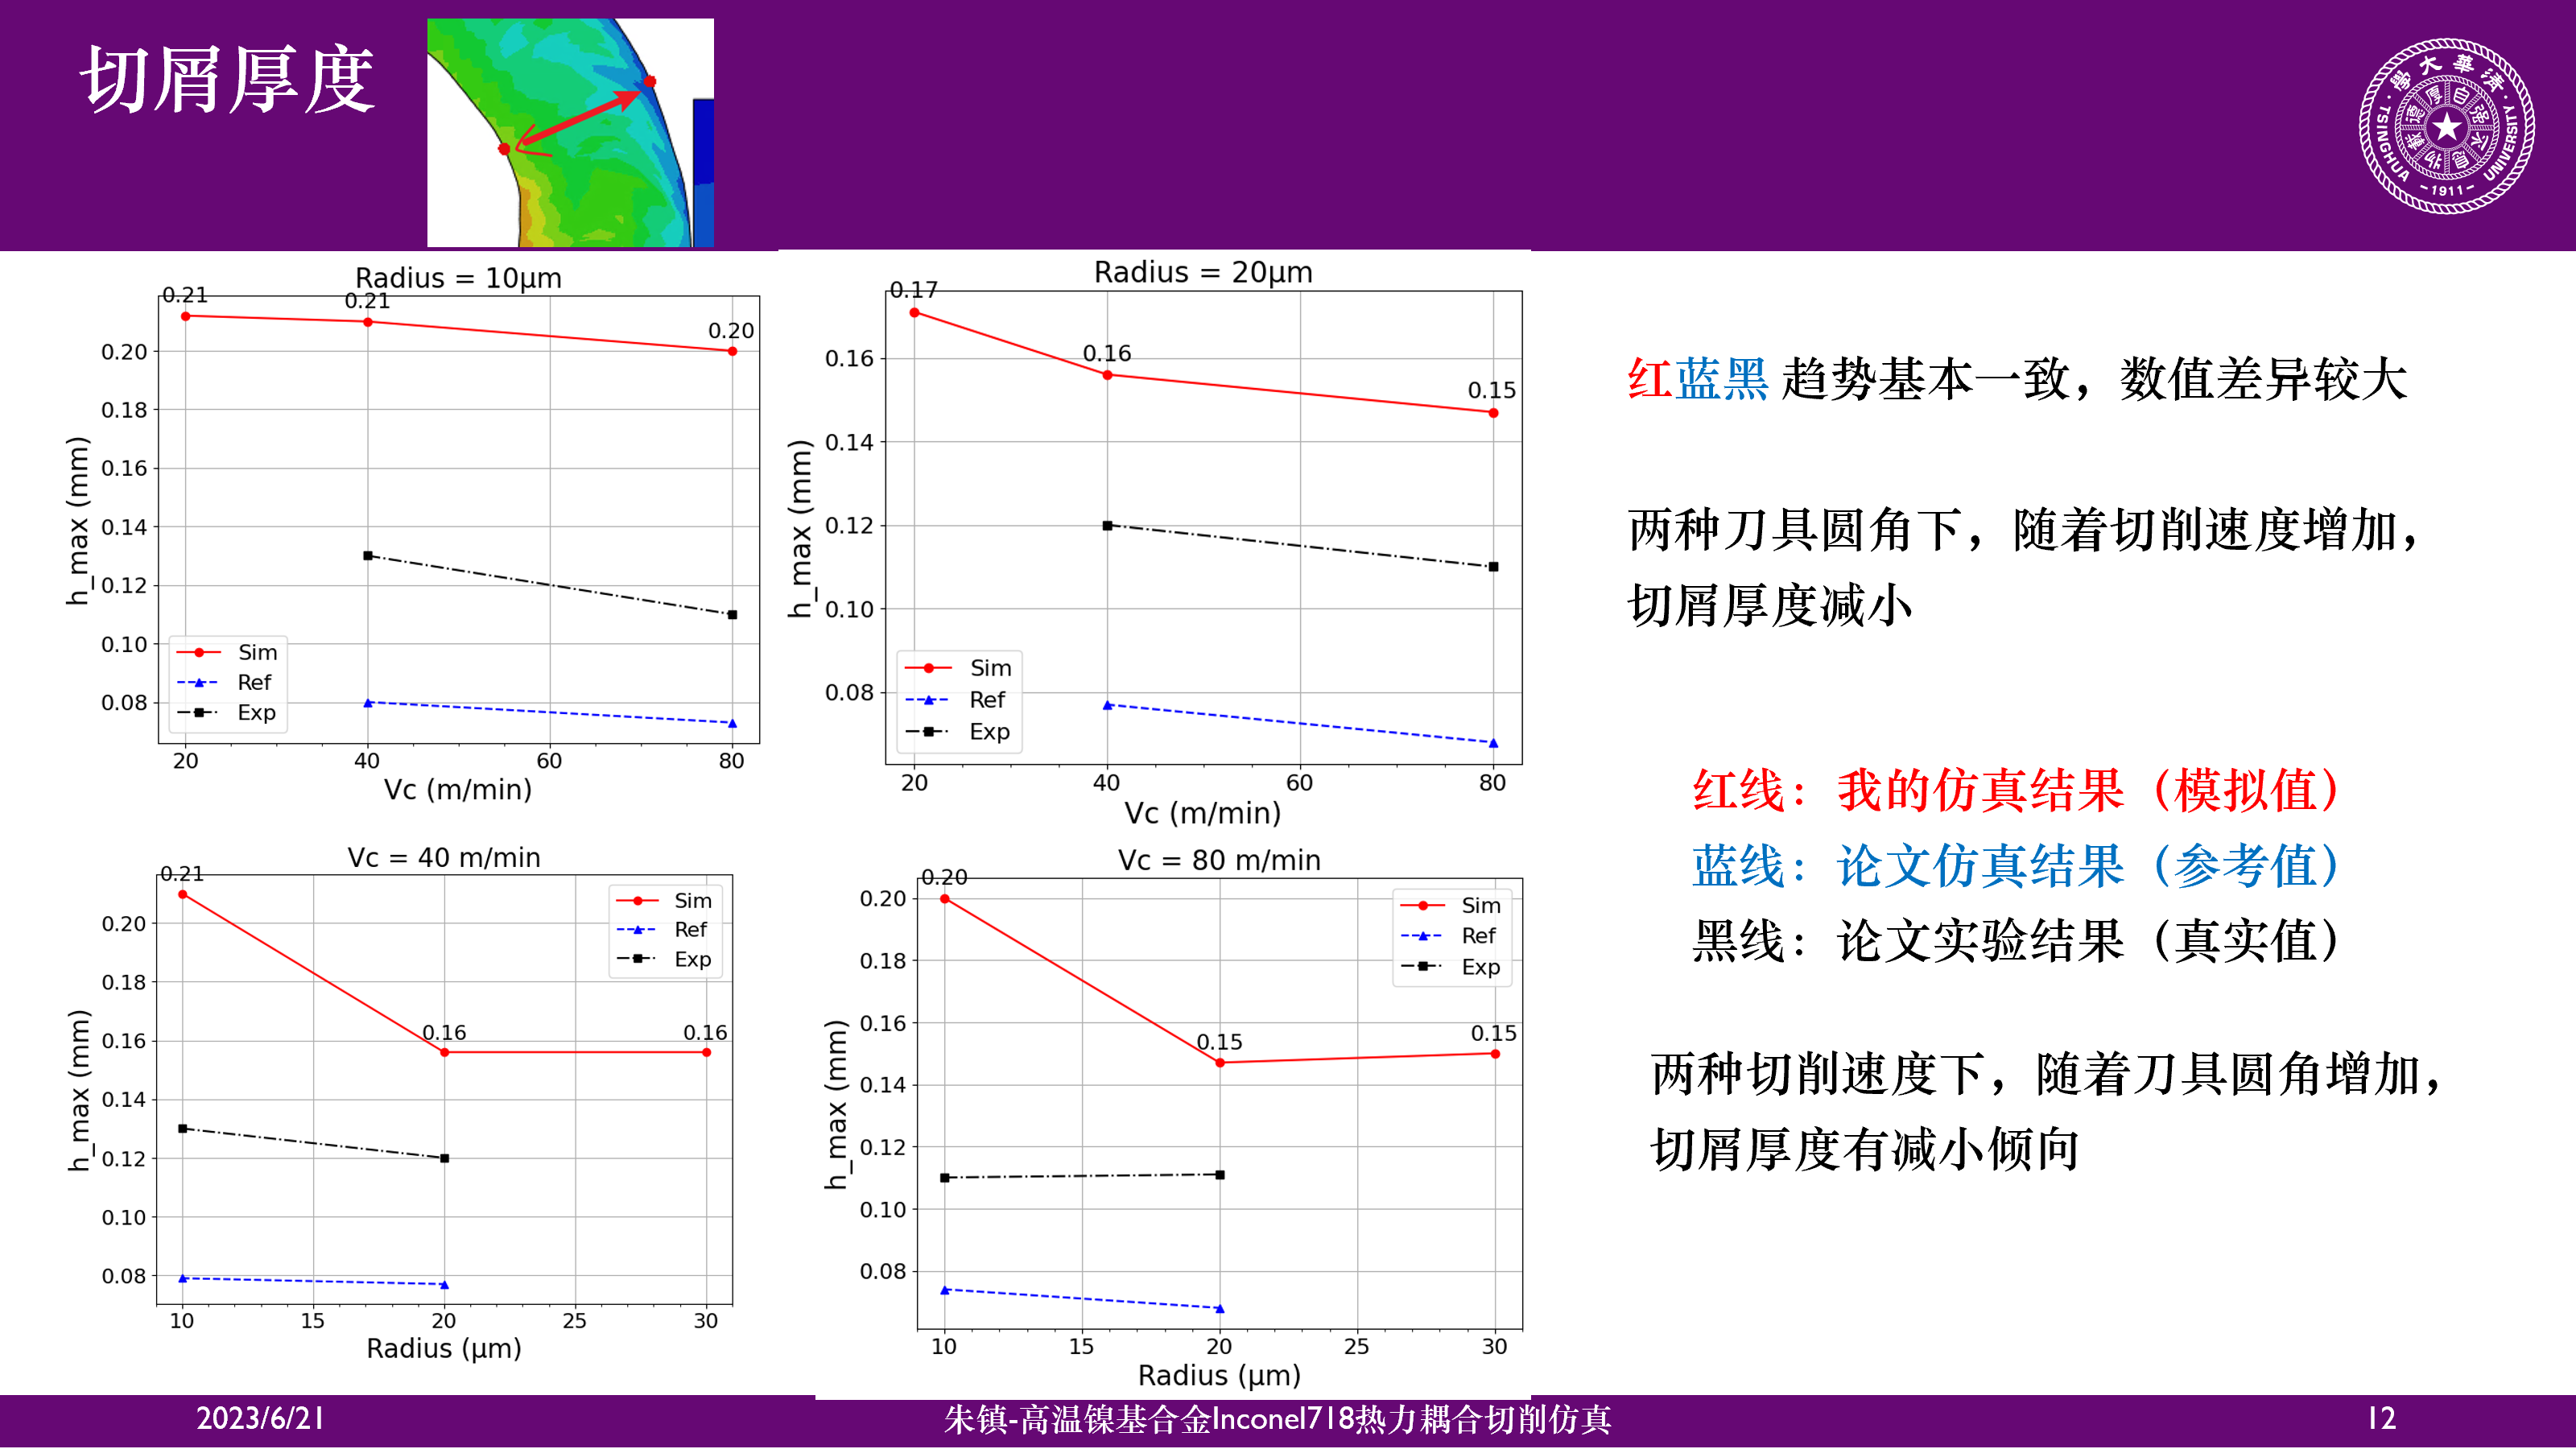 切屑厚度
清華大學
自强不息
厚德載物
TSINGHUA UNIVERSITY
-1911-
Radius = 10μm
0.21
0.21
0.20
0.20
0.18
0.16
0.14
0.12
0.10
0.08
h_max (mm)
Sim
Ref
Exp
20 40 60 80
Vc (m/min)
Radius = 20μm
0.17
0.16
0.15
0.16
0.14
0.12
0.10
0.08
h_max (mm)
Sim
Ref
Exp
20 40 60 80
Vc (m/min)
红蓝黑 趋势基本一致，数值差异较大
两种刀具圆角下，随着切削速度增加，
切屑厚度减小
红线：我的仿真结果（模拟值）
蓝线：论文仿真结果（参考值）
黑线：论文实验结果（真实值）
两种切削速度下，随着刀具圆角增加，
切屑厚度有减小倾向
Vc = 40 m/min
0.21
0.16
0.16
0.20
0.18
0.16
0.14
0.12
0.10
0.08
h_max (mm)
Sim
Ref
Exp
10 15 20 25 30
Radius (μm)
Vc = 80 m/min
0.20
0.15
0.15
0.20
0.18
0.16
0.14
0.12
0.10
0.08
h_max (mm)
Sim
Ref
Exp
10 15 20 25 30
Radius (μm)
2023/6/21
朱镇-高温镍基合金Inconel718热力耦合切削仿真
12